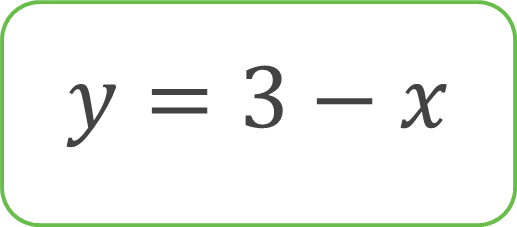 y = 3 − x